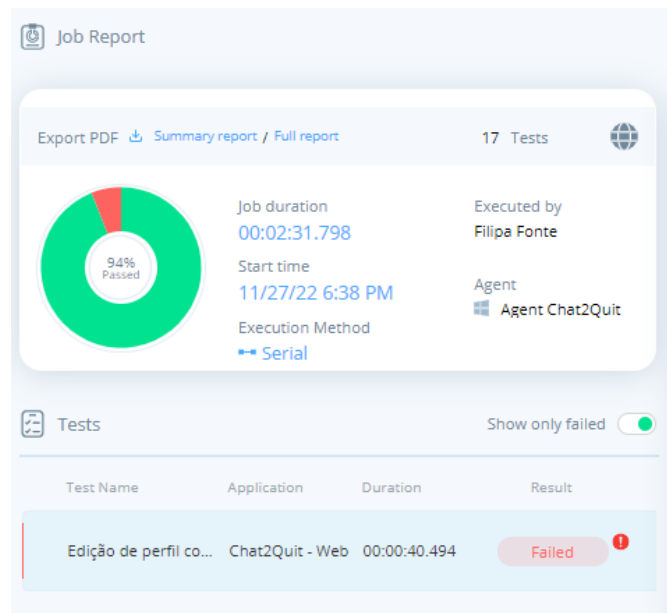 Job Report
Export PDF Summary report / Full report 17 Tests
94%
Passed
Job duration
00:02:31.798
Start time
11/27/22 6:38 PM
Execution Method
Serial
Executed by
Filipa Fonte
Agent
Agent Chat2Quit
Tests Show only failed
Test Name Application Duration Result
Edição de perfil co... Chat2Quit - Web 00:00:40.494 Failed !